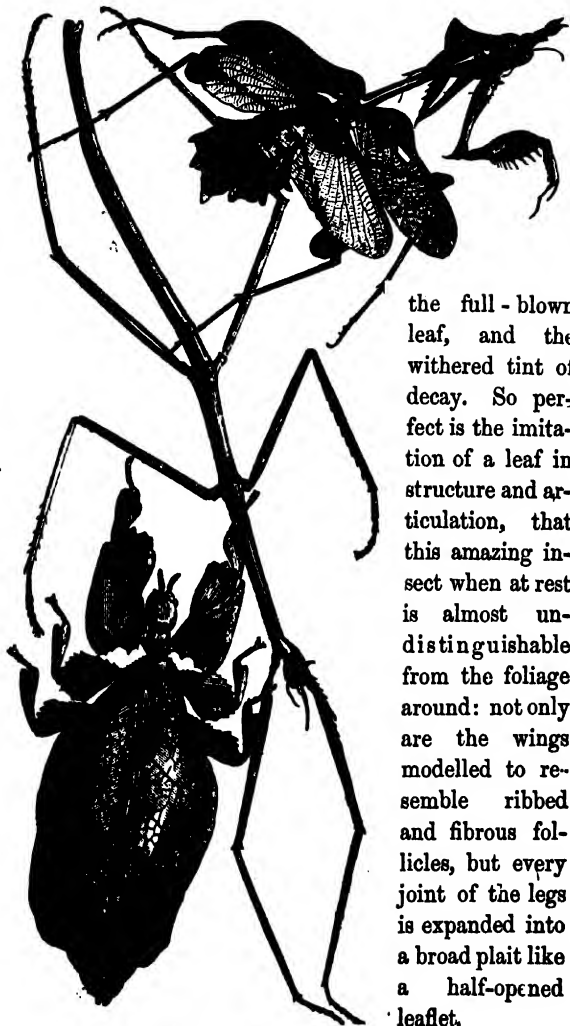 the full-blown
leaf, and the
withered tint of
decay. So per-
fect is the imita-
tion of a leaf in
structure and ar-
ticulation, that
this amazing in-
sect when at rest
is almost un-
distinguishable
from the foliage
around: not only
are the wings
modelled to re-
semble ribbed
and fibrous fol-
licles, but every
joint of the legs
is expanded into
a broad plait like
a half-opened
leaflet.